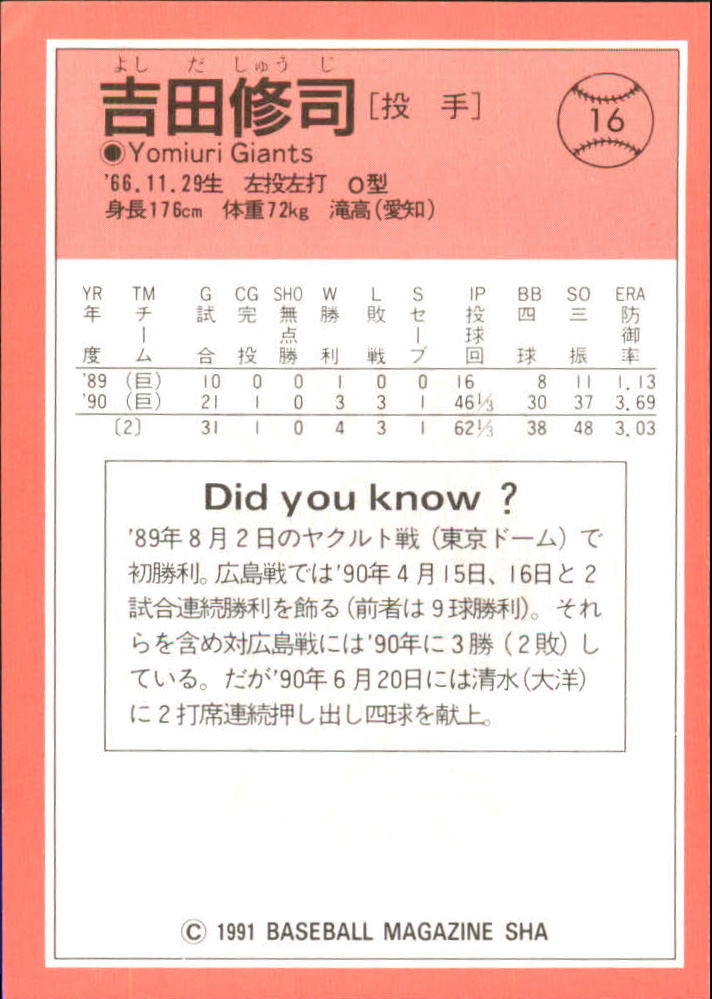 よし だ しゅう じ
吉田修司[投 手]
16
Yomiuri Giants
'66.11.29生 左投左打 O型
身長176cm 体重72kg 滝高(愛知)
YR TM G CG SHO W L S IP BB SO ERA
年度 チーム 試合 完投 無点勝 勝利 敗戦 セーブ 投球回 四球 三振 防御率
'89 (巨) 10 0 0 1 0 0 16 8 11 1.13
'90 (巨) 21 1 0 3 3 1 46⅓ 30 37 3.69
〔2〕 31 1 0 4 3 1 62⅓ 38 48 3.03
Did you know ?
'89年8月2日のヤクルト戦(東京ドーム)で
初勝利。広島戦では'90年4月15日、16日と2
試合連続勝利を飾る(前者は9球勝利)。それ
らを含め対広島戦には'90年に3勝(2敗)し
ている。だが'90年6月20日には清水(大洋)
に2打席連続押し出し四球を献上。
© 1991 BASEBALL MAGAZINE SHA